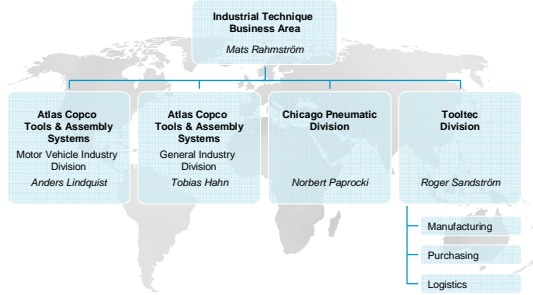 Industrial Technique
Business Area
Mats Rahmström
Atlas Copco
Tools & Assembly
Systems
Motor Vehicle Industry
Division
Anders Lindquist
Atlas Copco
Tools & Assembly
Systems
General Industry
Division
Tobias Hahn
Chicago Pneumatic
Division
Norbert Paprocki
Tooltec
Division
Roger Sandström
Manufacturing
Purchasing
Logistics